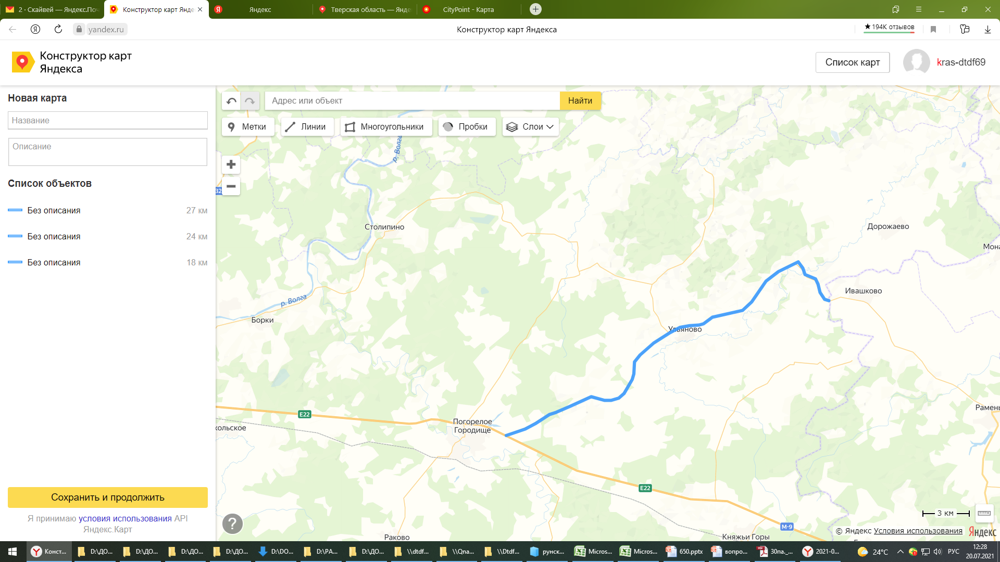 2 · Скайвей — Яндекс.Поч
Конструктор карт Янде
Яндекс
Тверская область — Янде
CityPoint - Карта
yandex.ru
Конструктор карт Яндекса
★ 194K отзывов
Конструктор карт
Яндекса
Список карт
kras-dtdf69
Новая карта
Название
Описание
Список объектов
Без описания 27 км
Без описания 24 км
Без описания 18 км
Сохранить и продолжить
Я принимаю условия использования API
Яндекс.Карт
Адрес или объект
Найти
Метки
Линии
Многоугольники
Пробки
Слои
р. Волга
32
Столипино
Дорожаево
Мона
Ивашково
р. Волга
Борки
Ульяново
E22
Погорелое
Городище
кольское
Рамень
E22
3 км
M-9
Раково
Княжьи Горы
© Яндекс Условия использования
Яндекс
Конст...
D:\ДО...
D:\ДО...
D:\ДО...
D:\ДО...
D:\DO...
D:\РА...
D:\ДО...
\\dtdf...
\\Qna...
\\Dtdf...
рунск...
Micros...
Micros...
650.pptx
вопро...
30па._...
2021-0...
24°C
РУС
12:28
20.07.2021